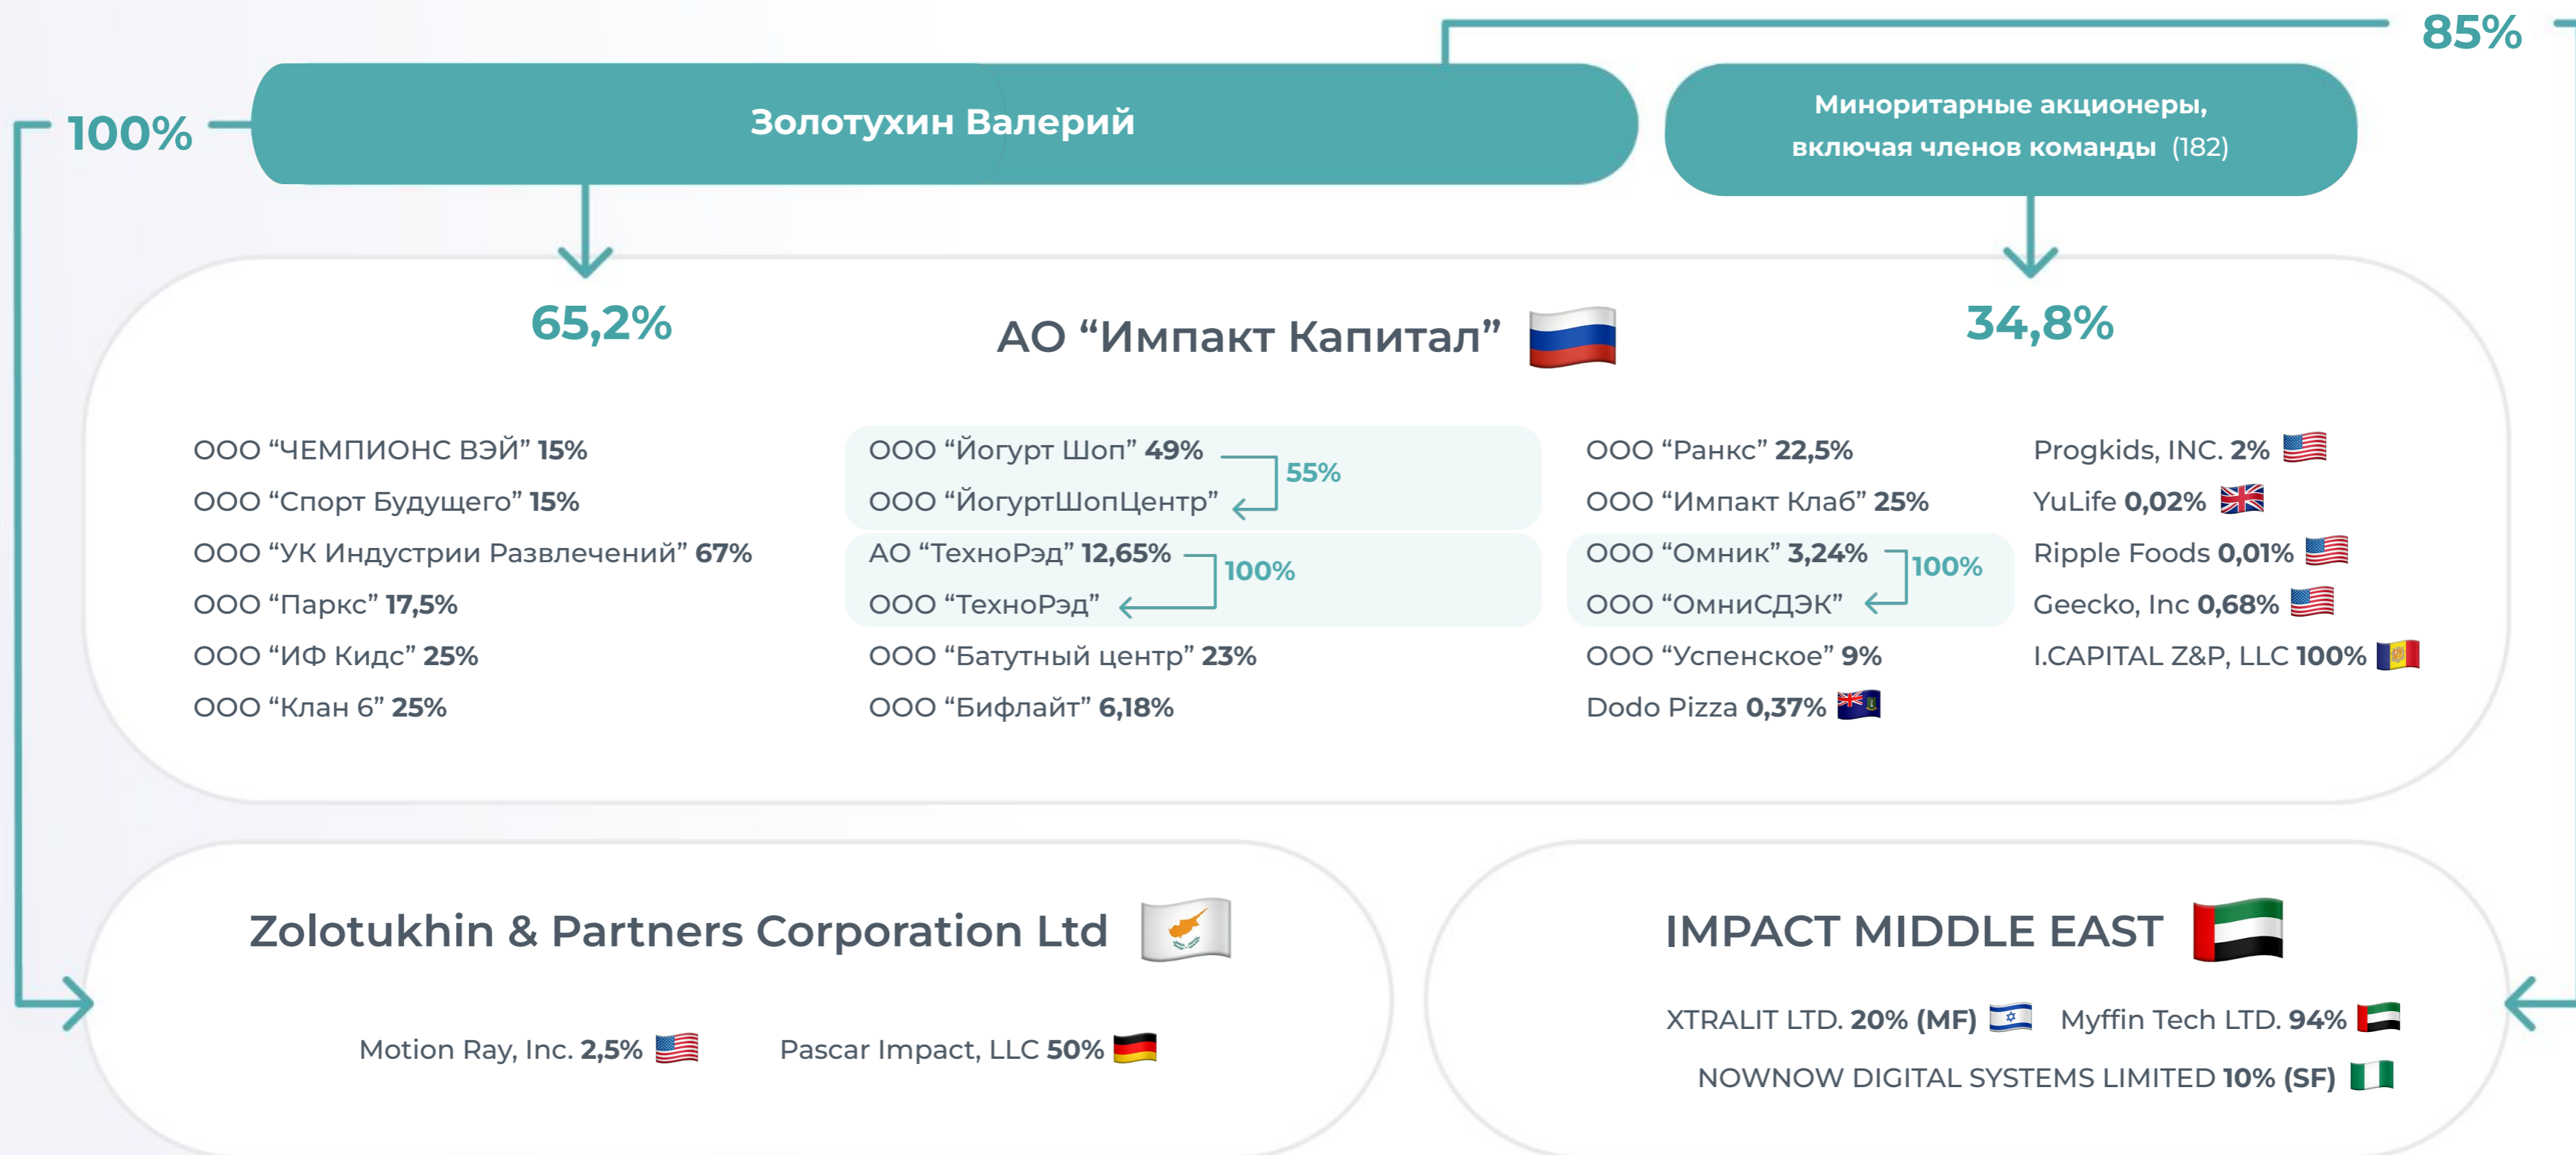 85%
100%
Золотухин Валерий
Миноритарные акционеры,
включая членов команды (182)
65,2%
АО “Импакт Капитал”
34,8%
ООО “ЧЕМПИОНС ВЭЙ” 15%
ООО “Спорт Будущего” 15%
ООО “УК Индустрии Развлечений” 67%
ООО “Паркс” 17,5%
ООО “ИФ Кидс” 25%
ООО “Клан 6” 25%
ООО “Йогурт Шоп” 49%
55%
ООО “ЙогуртШопЦентр”
АО “ТехноРэд” 12,65%
100%
ООО “ТехноРэд”
ООО “Батутный центр” 23%
ООО “Бифлайт” 6,18%
ООО “Ранкс” 22,5%
ООО “Импакт Клаб” 25%
ООО “Омник” 3,24%
100%
ООО “ОмниСДЭК”
ООО “Успенское” 9%
Dodo Pizza 0,37%
Progkids, INC. 2%
YuLife 0,02%
Ripple Foods 0,01%
Geecko, Inc 0,68%
I.CAPITAL Z&P, LLC 100%
Zolotukhin & Partners Corporation Ltd
Motion Ray, Inc. 2,5%
Pascar Impact, LLC 50%
IMPACT MIDDLE EAST
XTRALIT LTD. 20% (MF)
Myffin Tech LTD. 94%
NOWNOW DIGITAL SYSTEMS LIMITED 10% (SF)